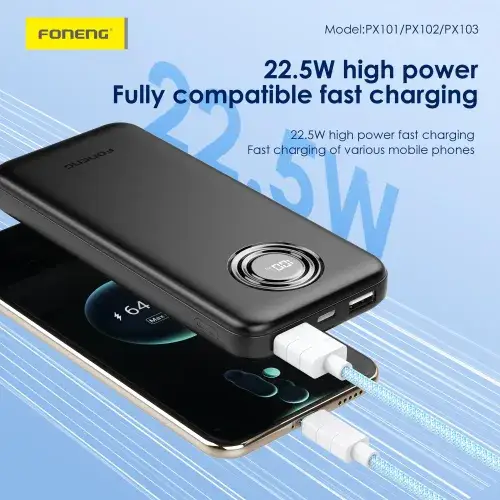 FONENG
Model:PX101/PX102/PX103
22.5W high power
Fully compatible fast charging
22.5W high power fast charging
Fast charging of various mobile phones
22.5W
FONENG
64
Max